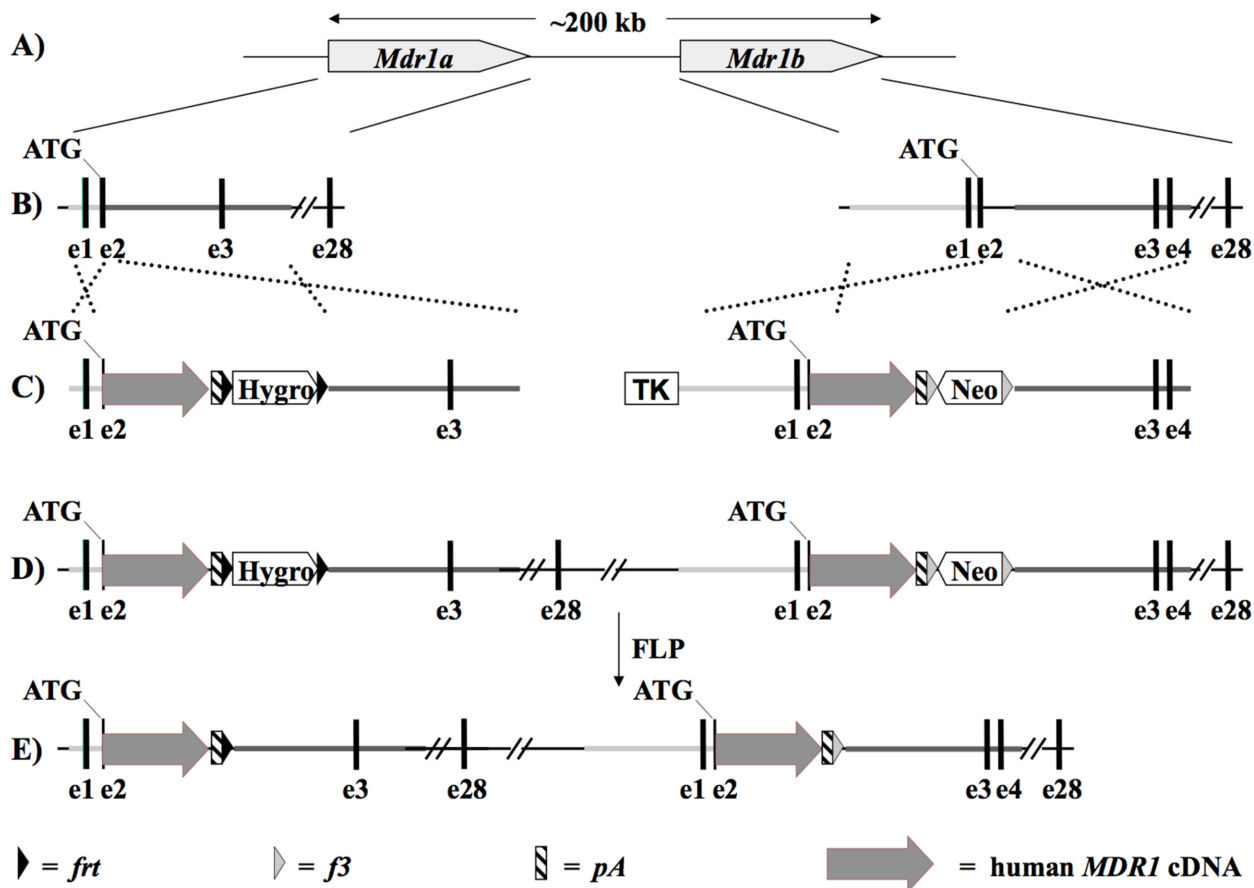 ~200 kb
A) Mdr1a Mdr1b
ATG ATG
B)
e1 e2 e3 e28 e1 e2 e3 e4 e28
ATG ATG
C) Hygro TK Neo
e1 e2 e3 e1 e2 e3 e4
ATG ATG
D) Hygro Neo
e1 e2 e3 e28 e1 e2 e3 e4 e28
FLP
ATG ATG
E)
e1 e2 e3 e28 e1 e2 e3 e4 e28
= frt = f3 = pA = human MDR1 cDNA